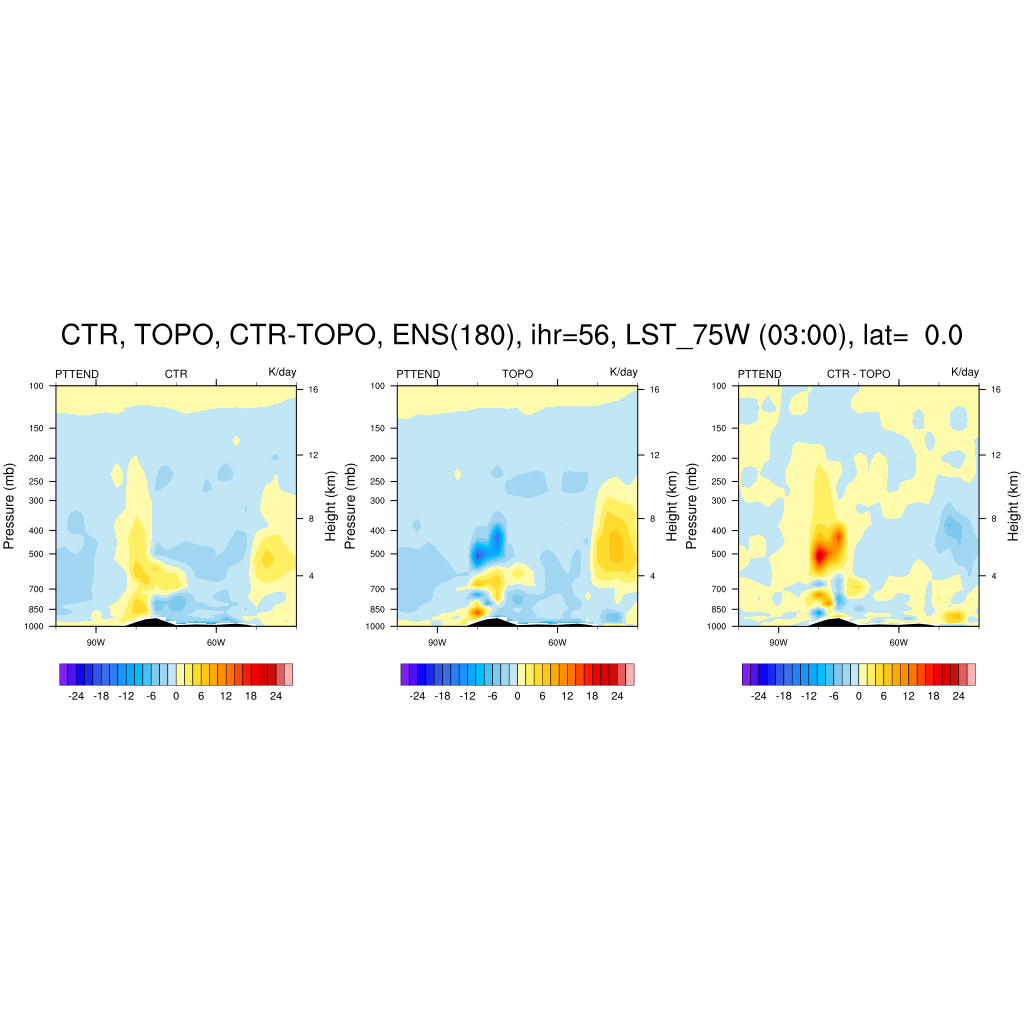 CTR, TOPO, CTR-TOPO, ENS(180), ihr=56, LST_75W (03:00), lat= 0.0
PTTEND CTR K/day
100
150
200
250
300
400
500
700
850
1000
Pressure (mb)
16
12
8
4
Height (km)
90W 60W
-24 -18 -12 -6 0 6 12 18 24
PTTEND TOPO K/day
100
150
200
250
300
400
500
700
850
1000
Pressure (mb)
16
12
8
4
Height (km)
90W 60W
-24 -18 -12 -6 0 6 12 18 24
PTTEND CTR - TOPO K/day
100
150
200
250
300
400
500
700
850
1000
Pressure (mb)
16
12
8
4
Height (km)
90W 60W
-24 -18 -12 -6 0 6 12 18 24